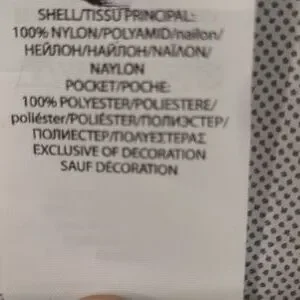 SHELL/TISSU PRINCIPAL:
100% NYLON/POLYAMID/nailon/
НЕЙЛОН/НАЙЛОН/ΝΑΪΛΟΝ/
NAYLON
POCKET/POCHE:
100% POLYESTER/POLIESTERE/
poliéster/POLIÉSTER/ПОЛИЭСТЕР/
ПОЛИЕСТЕР/ΠΟΛΥΕΣΤΕΡΑΣ
EXCLUSIVE OF DECORATION
SAUF DÉCORATION